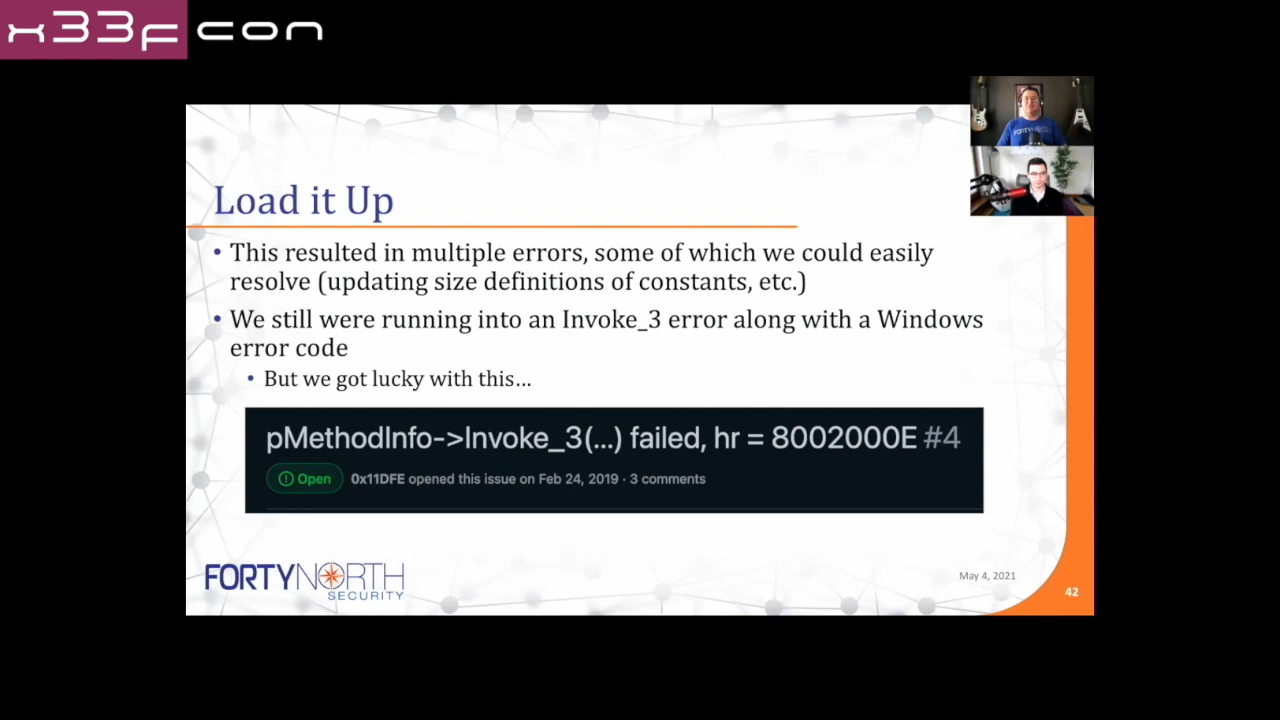 x33fcon
Load it Up
• This resulted in multiple errors, some of which we could easily
resolve (updating size definitions of constants, etc.)
• We still were running into an Invoke_3 error along with a Windows
error code
• But we got lucky with this...
pMethodInfo->Invoke_3(...) failed, hr = 8002000E #4
Open 0x11DFE opened this issue on Feb 24, 2019 · 3 comments
FORTYNORTH
SECURITY
May 4, 2021
42